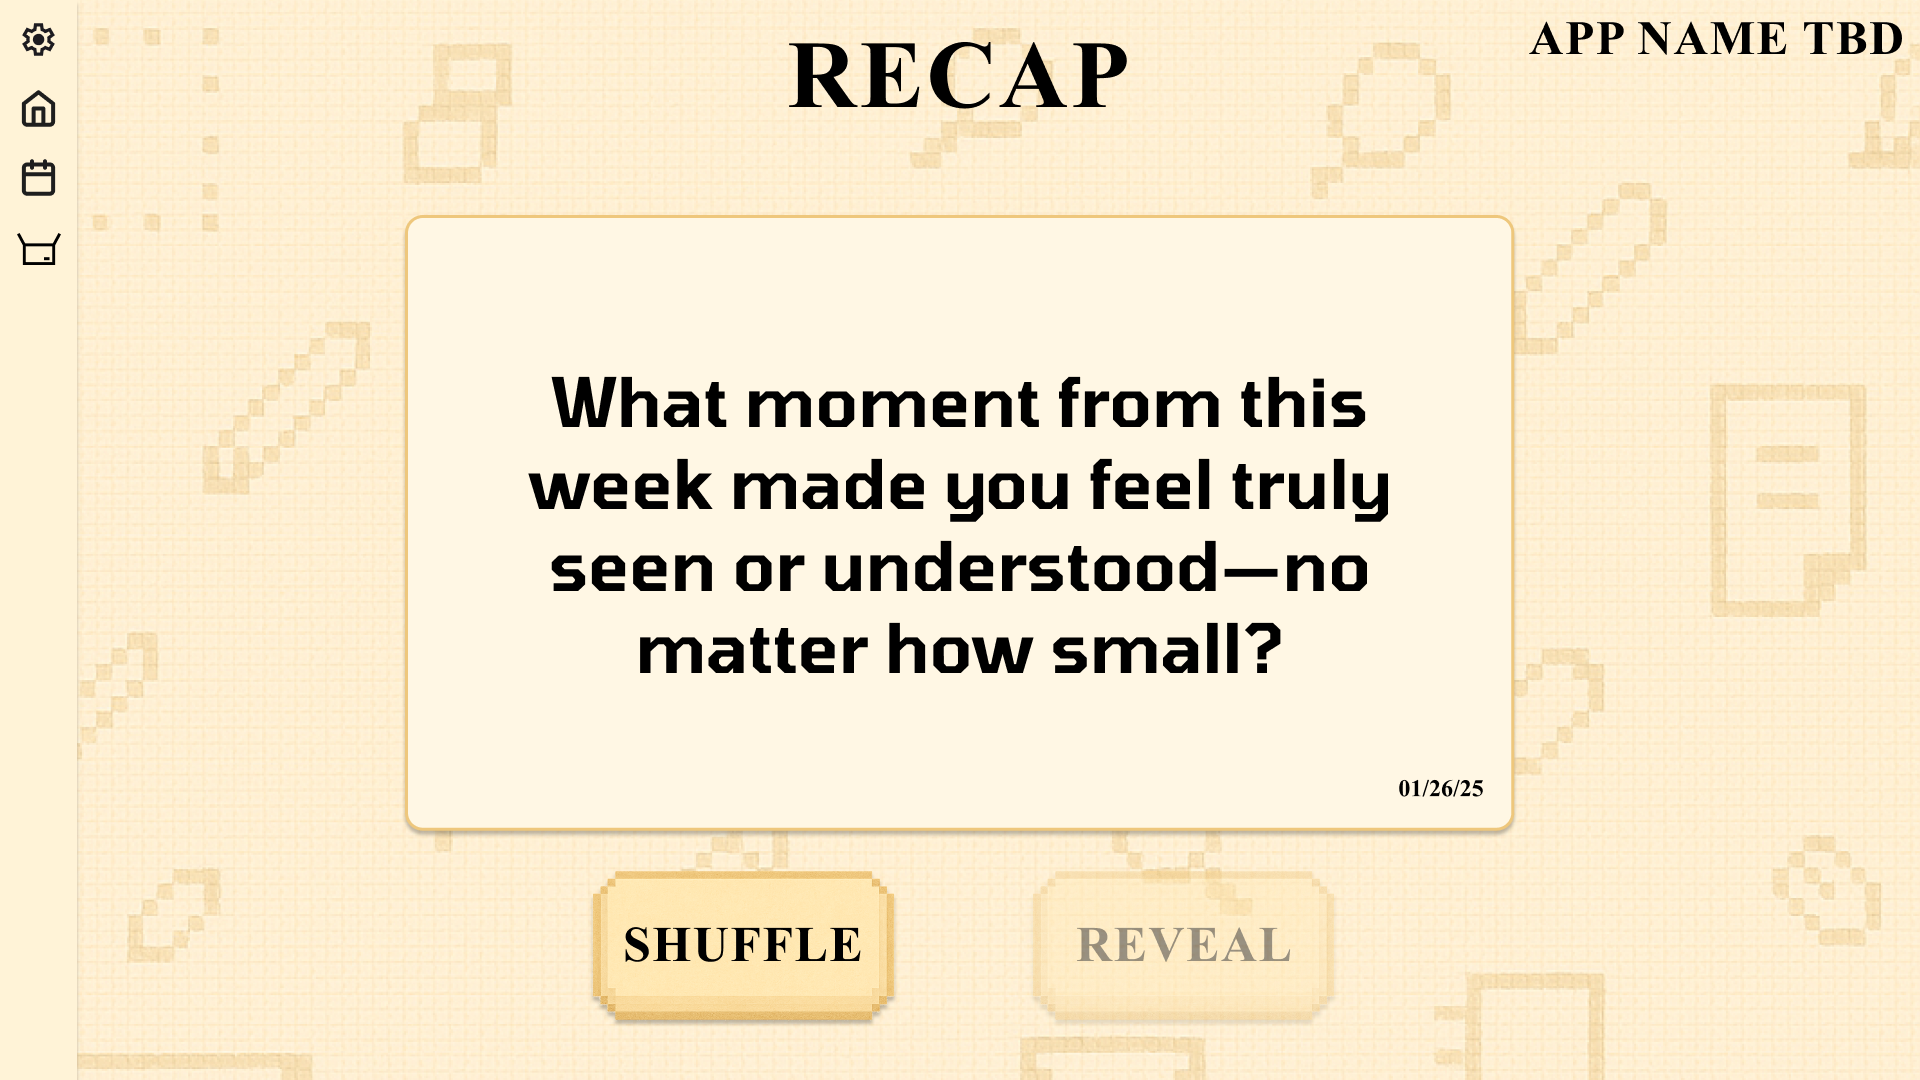 RECAP
APP NAME TBD
What moment from this
week made you feel truly
seen or understood—no
matter how small?
01/26/25
SHUFFLE
REVEAL